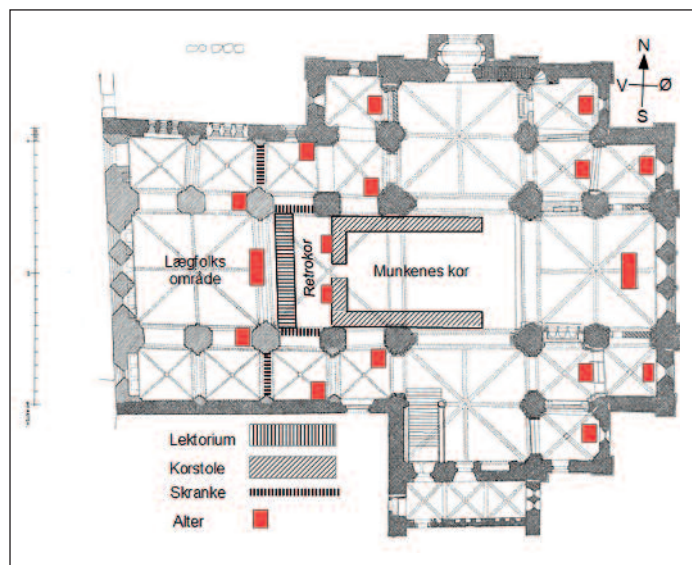 N
V Ø
S
Lægfolks
område
Retrokor
Munkenes kor
Lektorium
Korstole
Skranke
Alter